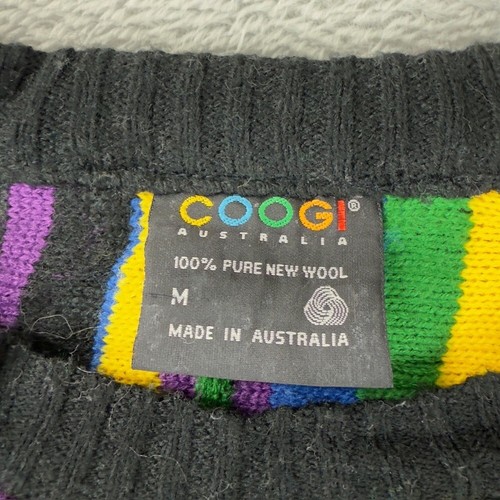 COOGI®
AUSTRALIA
100% PURE NEW WOOL
M
MADE IN AUSTRALIA